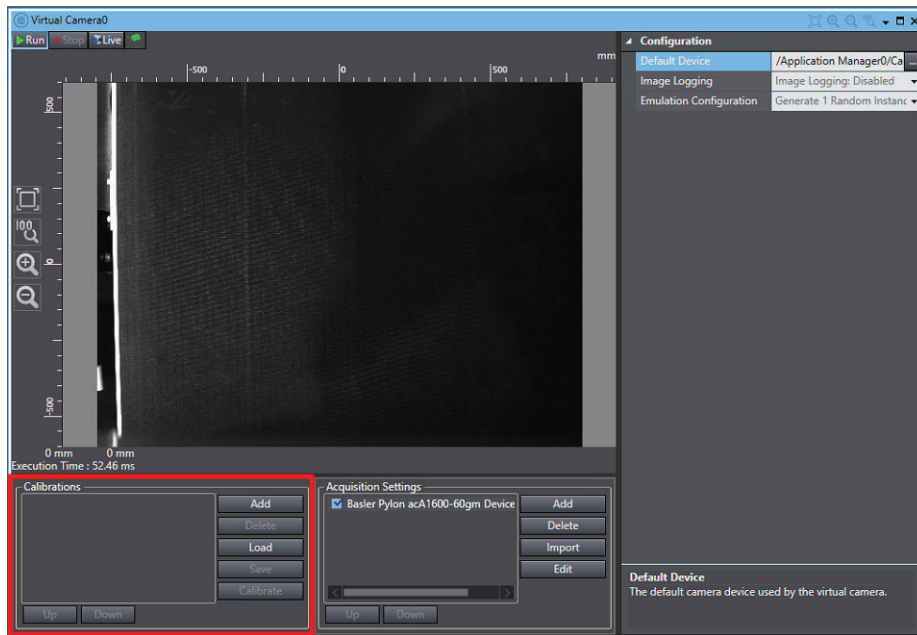 Virtual Camera0
Run Stop Live
mm
-500 0 500
500
0
-500
100
0 mm 0 mm
Execution Time : 52.46 ms
Calibrations
Add
Delete
Load
Save
Calibrate
Up Down
Acquisition Settings
Basler Pylon acA1600-60gm Device
Add
Delete
Import
Edit
Up Down
Configuration
Default Device /Application Manager0/Ca ...
Image Logging Image Logging: Disabled
Emulation Configuration Generate 1 Random Instanc
Default Device
The default camera device used by the virtual camera.